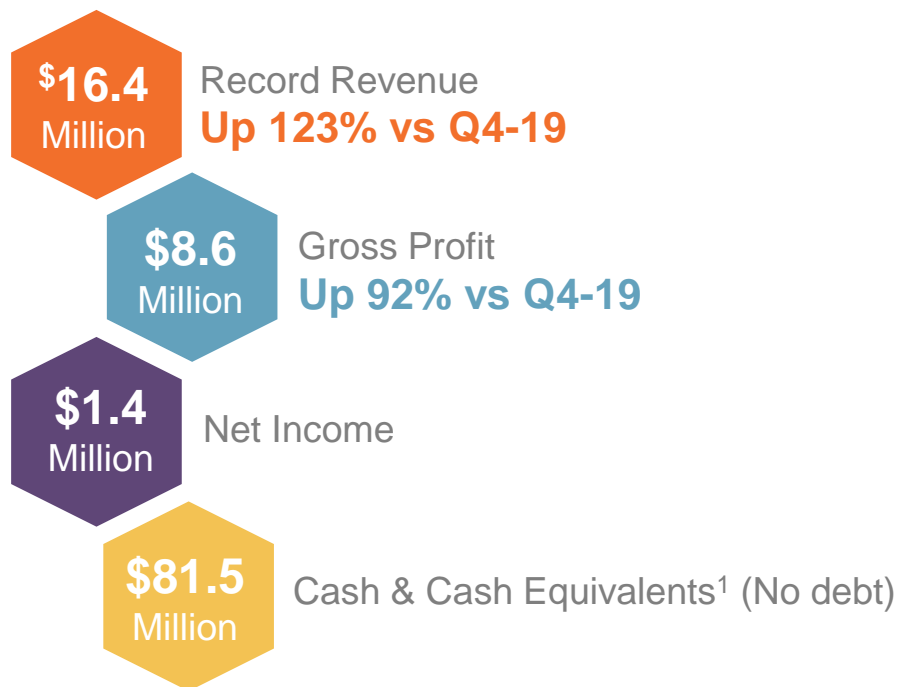 $16.4
Million
Record Revenue
Up 123% vs Q4-19
$8.6
Million
Gross Profit
Up 92% vs Q4-19
$1.4
Million
Net Income
$81.5
Million
Cash & Cash Equivalents¹ (No debt)